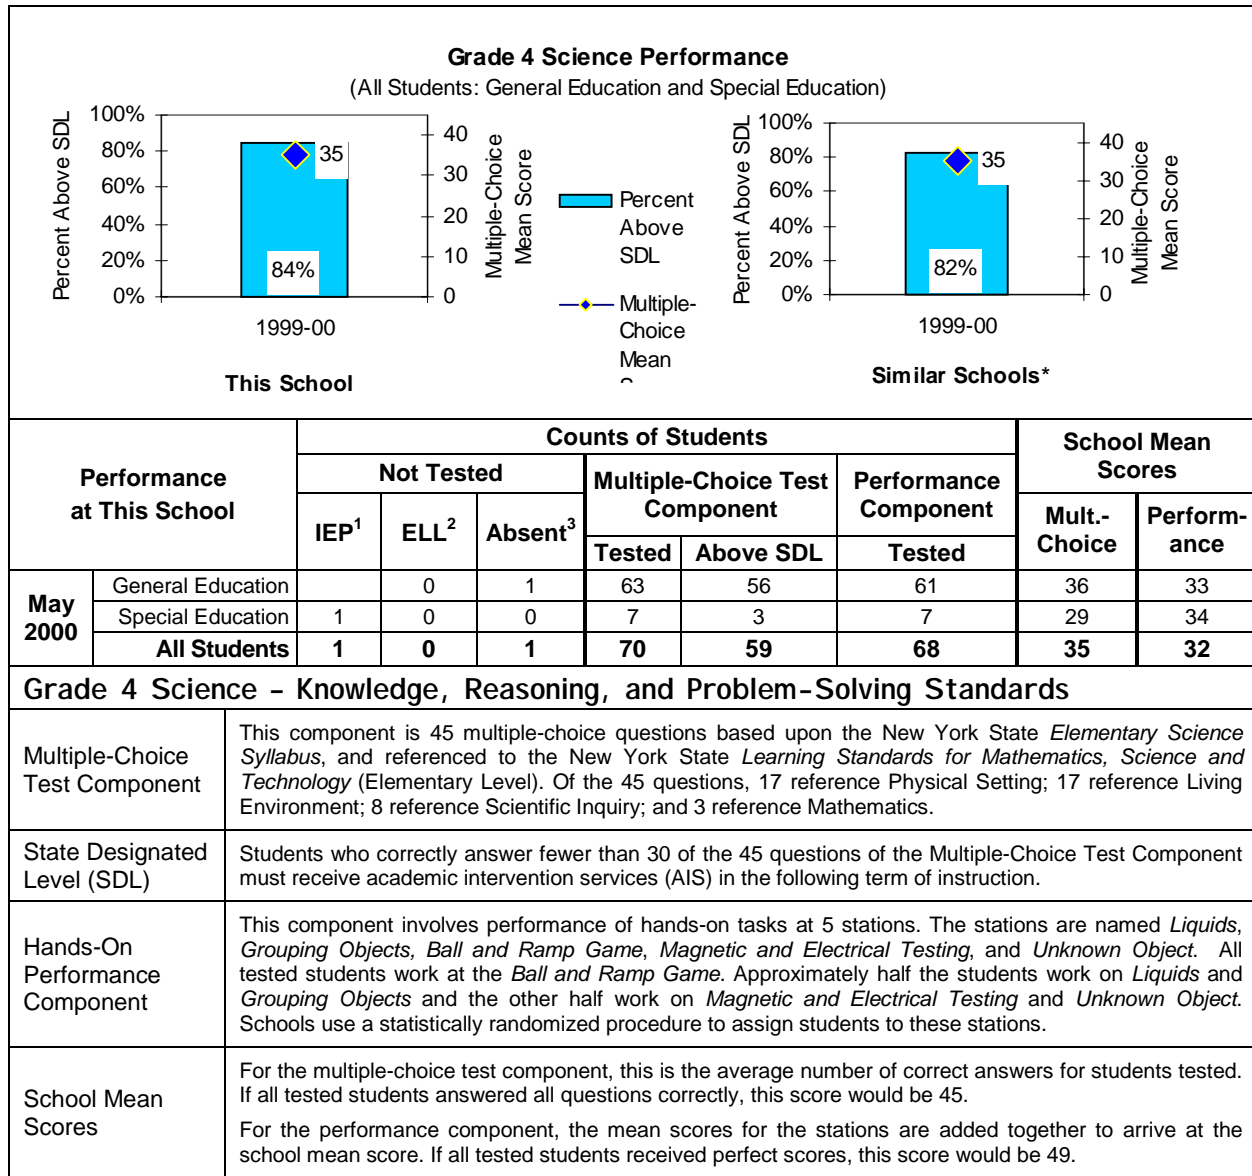 Grade 4 Science Performance
(All Students: General Education and Special Education)
Percent Above SDL
100%
80%
60%
40%
20%
0%
35
84%
40
30
20
10
0
Multiple-Choice
Mean Score
1999-00
This School
Percent
Above
SDL
Multiple-
Choice
Mean
Percent Above SDL
100%
80%
60%
40%
20%
0%
35
82%
40
30
20
10
0
Multiple-Choice
Mean Score
1999-00
Similar Schools*
Performance
at This School
Counts of Students
School Mean
Scores
Not Tested
Multiple-Choice Test
Component
Performance
Component
IEP1
ELL2
Absent3
Tested
Above SDL
Tested
Mult.-
Choice
Perform-
ance
May
2000
General Education 0 1 63 56 61 36 33
Special Education 1 0 0 7 3 7 29 34
All Students 1 0 1 70 59 68 35 32
Grade 4 Science – Knowledge, Reasoning, and Problem-Solving Standards
Multiple-Choice
Test Component
This component is 45 multiple-choice questions based upon the New York State Elementary Science
Syllabus, and referenced to the New York State Learning Standards for Mathematics, Science and
Technology (Elementary Level). Of the 45 questions, 17 reference Physical Setting; 17 reference Living
Environment; 8 reference Scientific Inquiry; and 3 reference Mathematics.
State Designated
Level (SDL)
Students who correctly answer fewer than 30 of the 45 questions of the Multiple-Choice Test Component
must receive academic intervention services (AIS) in the following term of instruction.
Hands-On
Performance
Component
This component involves performance of hands-on tasks at 5 stations. The stations are named Liquids,
Grouping Objects, Ball and Ramp Game, Magnetic and Electrical Testing, and Unknown Object. All
tested students work at the Ball and Ramp Game. Approximately half the students work on Liquids and
Grouping Objects and the other half work on Magnetic and Electrical Testing and Unknown Object.
Schools use a statistically randomized procedure to assign students to these stations.
School Mean
Scores
For the multiple-choice test component, this is the average number of correct answers for students tested.
If all tested students answered all questions correctly, this score would be 45.
For the performance component, the mean scores for the stations are added together to arrive at the
school mean score. If all tested students received perfect scores, this score would be 49.